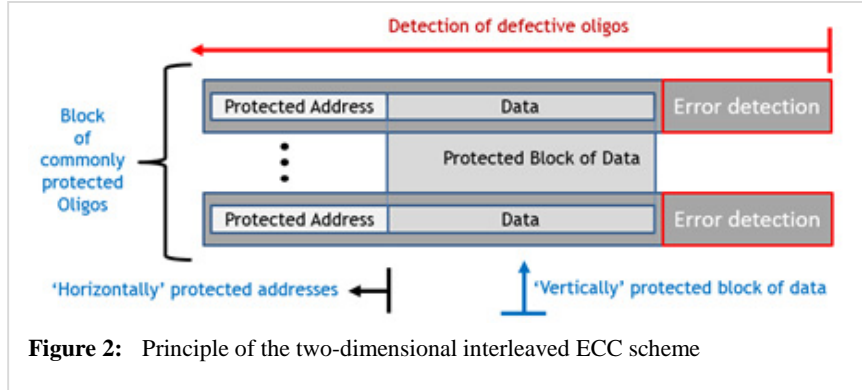 Detection of defective oligos
Protected Address Data Error detection
Block
of
commonly
protected
Oligos
Protected Block of Data
Protected Address Data Error detection
‘Horizontally’ protected addresses ‘Vertically’ protected block of data
Figure 2: Principle of the two-dimensional interleaved ECC scheme